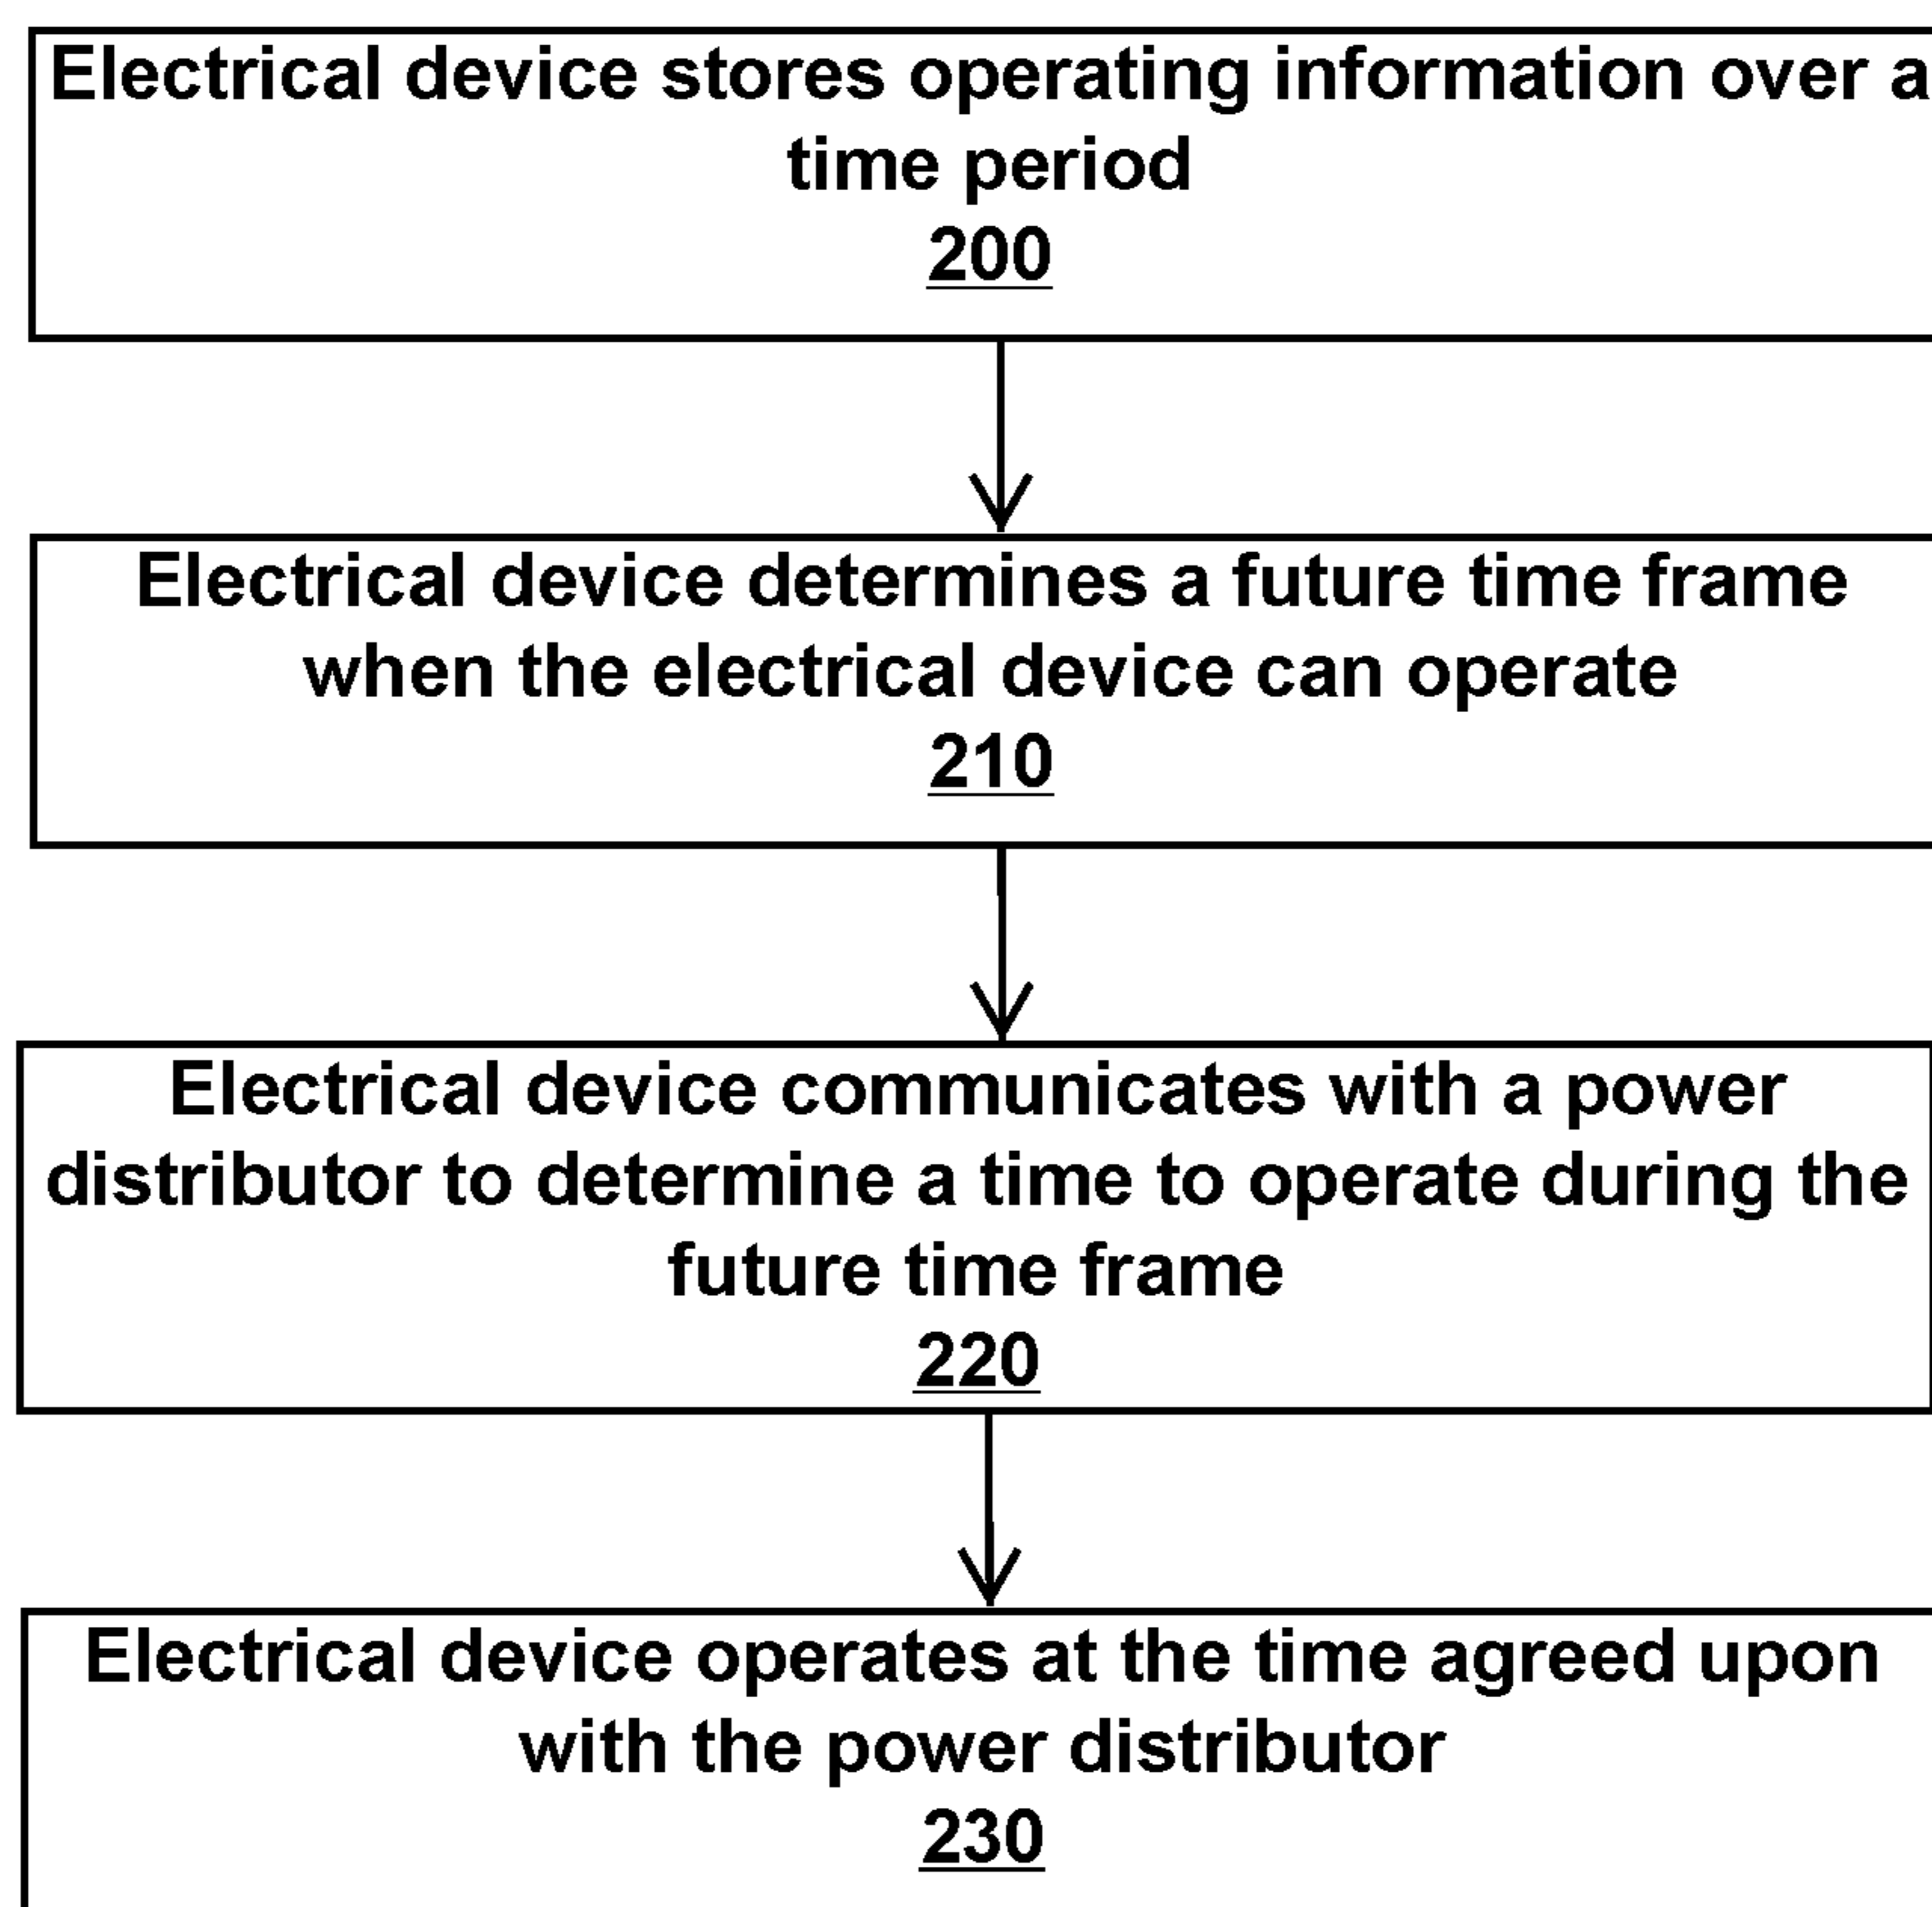 Electrical device stores operating information over a
time period
200
Electrical device determines a future time frame
when the electrical device can operate
210
Electrical device communicates with a power
distributor to determine a time to operate during the
future time frame
220
Electrical device operates at the time agreed upon
with the power distributor
230